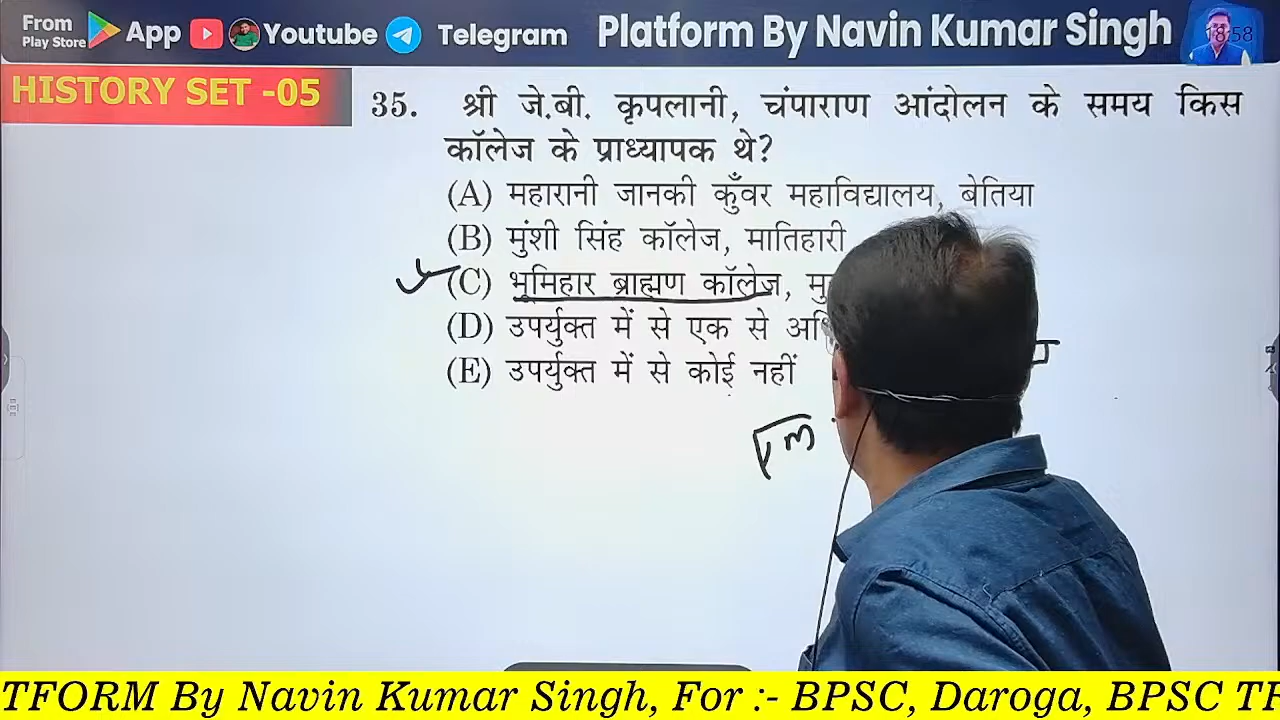 From
Play Store
App
Youtube
Telegram
Platform By Navin Kumar Singh
8:58
HISTORY SET -05
35. श्री जे.बी. कृपलानी, चंपाराण आंदोलन के समय किस
कॉलेज के प्राध्यापक थे?
(A) महारानी जानकी कुँवर महाविद्यालय, बेतिया
(B) मुंशी सिंह कॉलेज, मातिहारी
(C) भूमिहार ब्राह्मण कॉलेज,
(D) उपर्युक्त में से एक से
(E) उपर्युक्त में से कोई नहीं
TFORM By Navin Kumar Singh, For :- BPSC, Daroga, BPSC